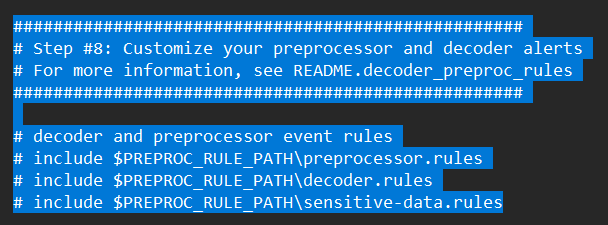 ###################################################
# Step #8: Customize your preprocessor and decoder alerts
# For more information, see README.decoder_preproc_rules
###################################################

# decoder and preprocessor event rules
# include $PREPROC_RULE_PATH\preprocessor.rules
# include $PREPROC_RULE_PATH\decoder.rules
# include $PREPROC_RULE_PATH\sensitive-data.rules